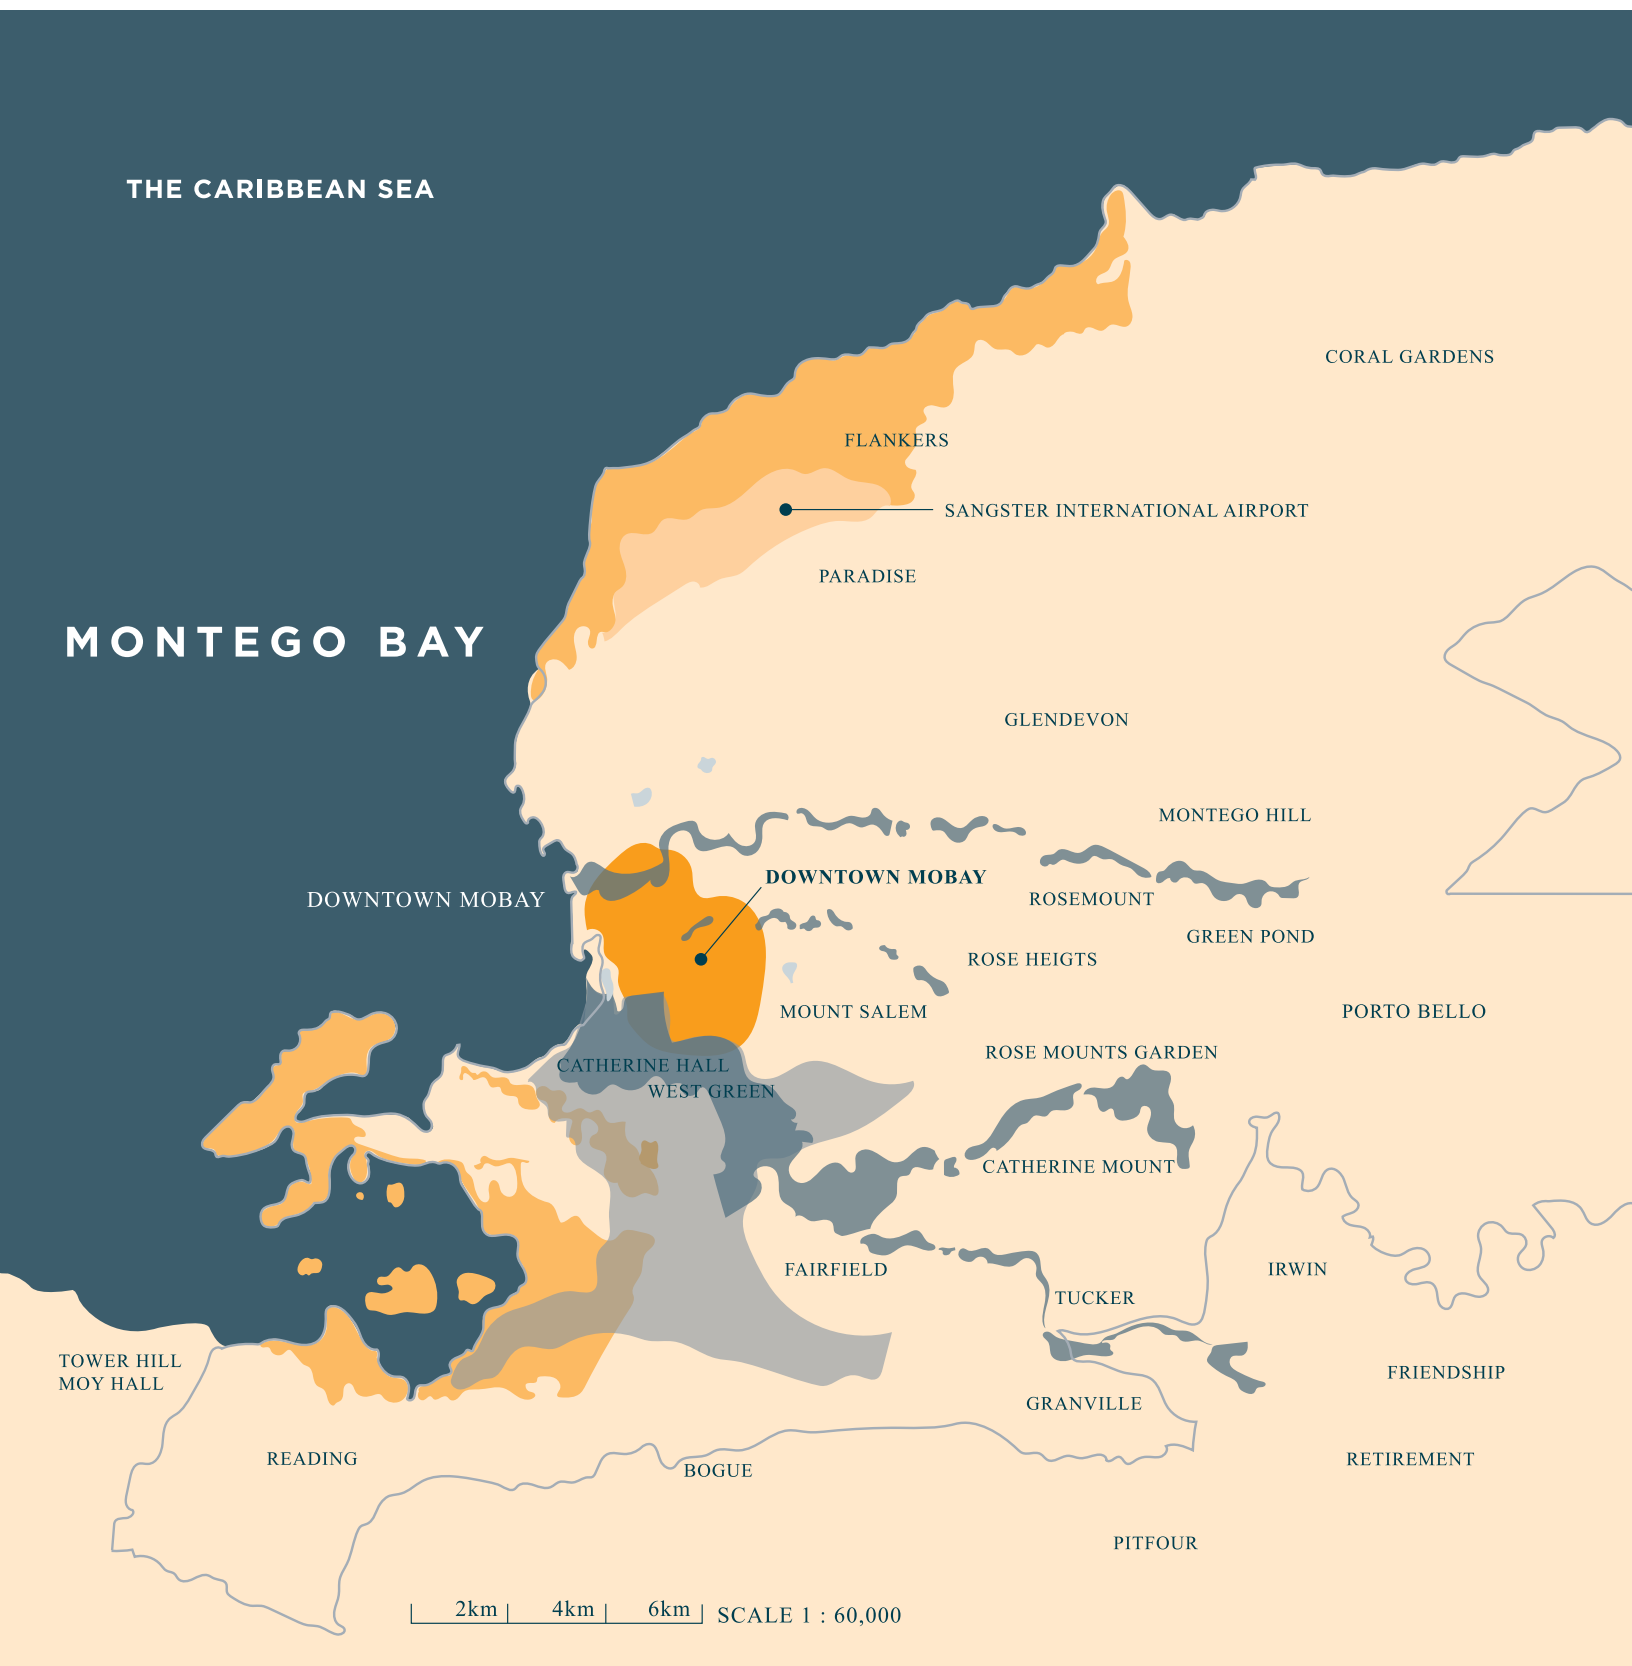 THE CARIBBEAN SEA
CORAL GARDENS
FLANKERS
SANGSTER INTERNATIONAL AIRPORT
PARADISE
MONTEGO BAY
GLENDEVON
MONTEGO HILL
DOWNTOWN MOBAY
DOWNTOWN MOBAY
ROSEMOUNT
GREEN POND
ROSE HEIGTS
MOUNT SALEM
PORTO BELLO
ROSE MOUNTS GARDEN
CATHERINE HALL
WEST GREEN
CATHERINE MOUNT
FAIRFIELD
IRWIN
TUCKER
TOWER HILL
MOY HALL
FRIENDSHIP
GRANVILLE
READING
RETIREMENT
BOGUE
PITFOUR
2km 4km 6km SCALE 1 : 60,000